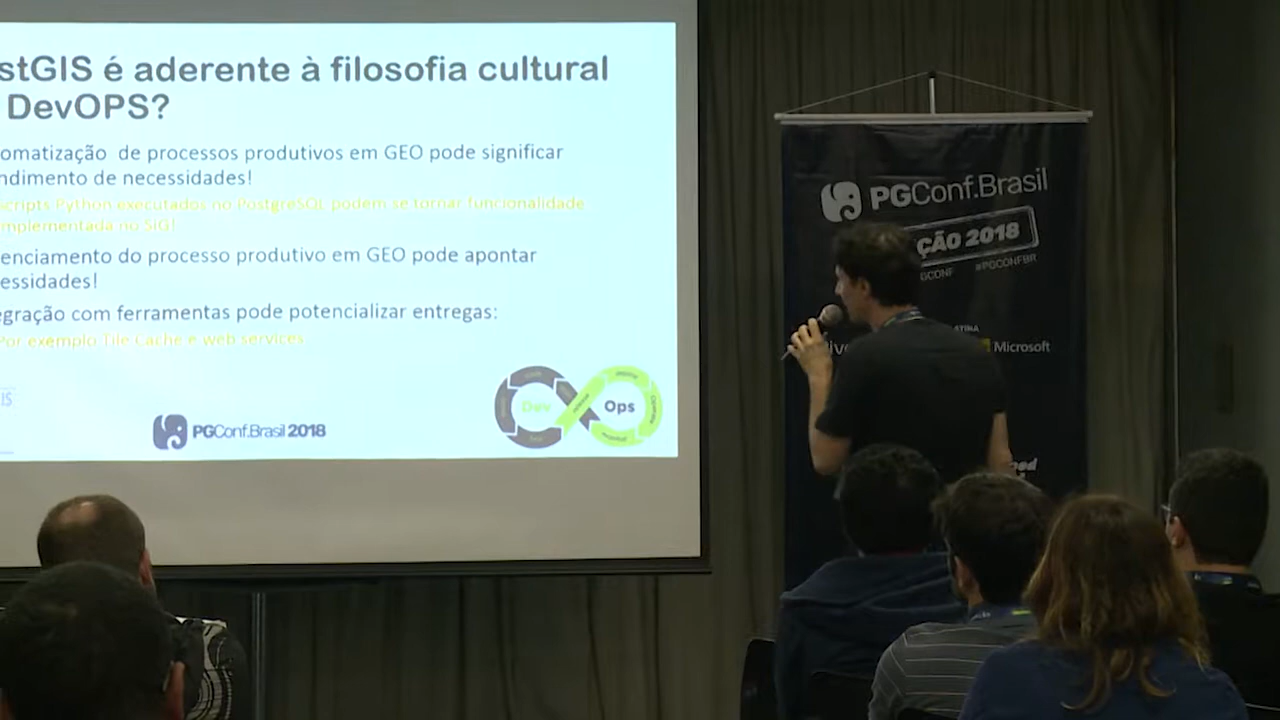 stGIS é aderente à filosofia cultural
DevOPS?
omatização de processos produtivos em GEO pode significar
ndimento de necessidades!
scripts Python executados no PostgreSQL podem se tornar funcionalidade
mplementada no SIG!
enciamento do processo produtivo em GEO pode apontar
essidades!
egração com ferramentas pode potencializar entregas:
Por exemplo Tile Cache e web services
IS
PGConf.Brasil 2018
Dev
Ops
PGConf.Brasil
ÇÃO 2018
GCONF #PGCONFBR
ATINA
Microsoft